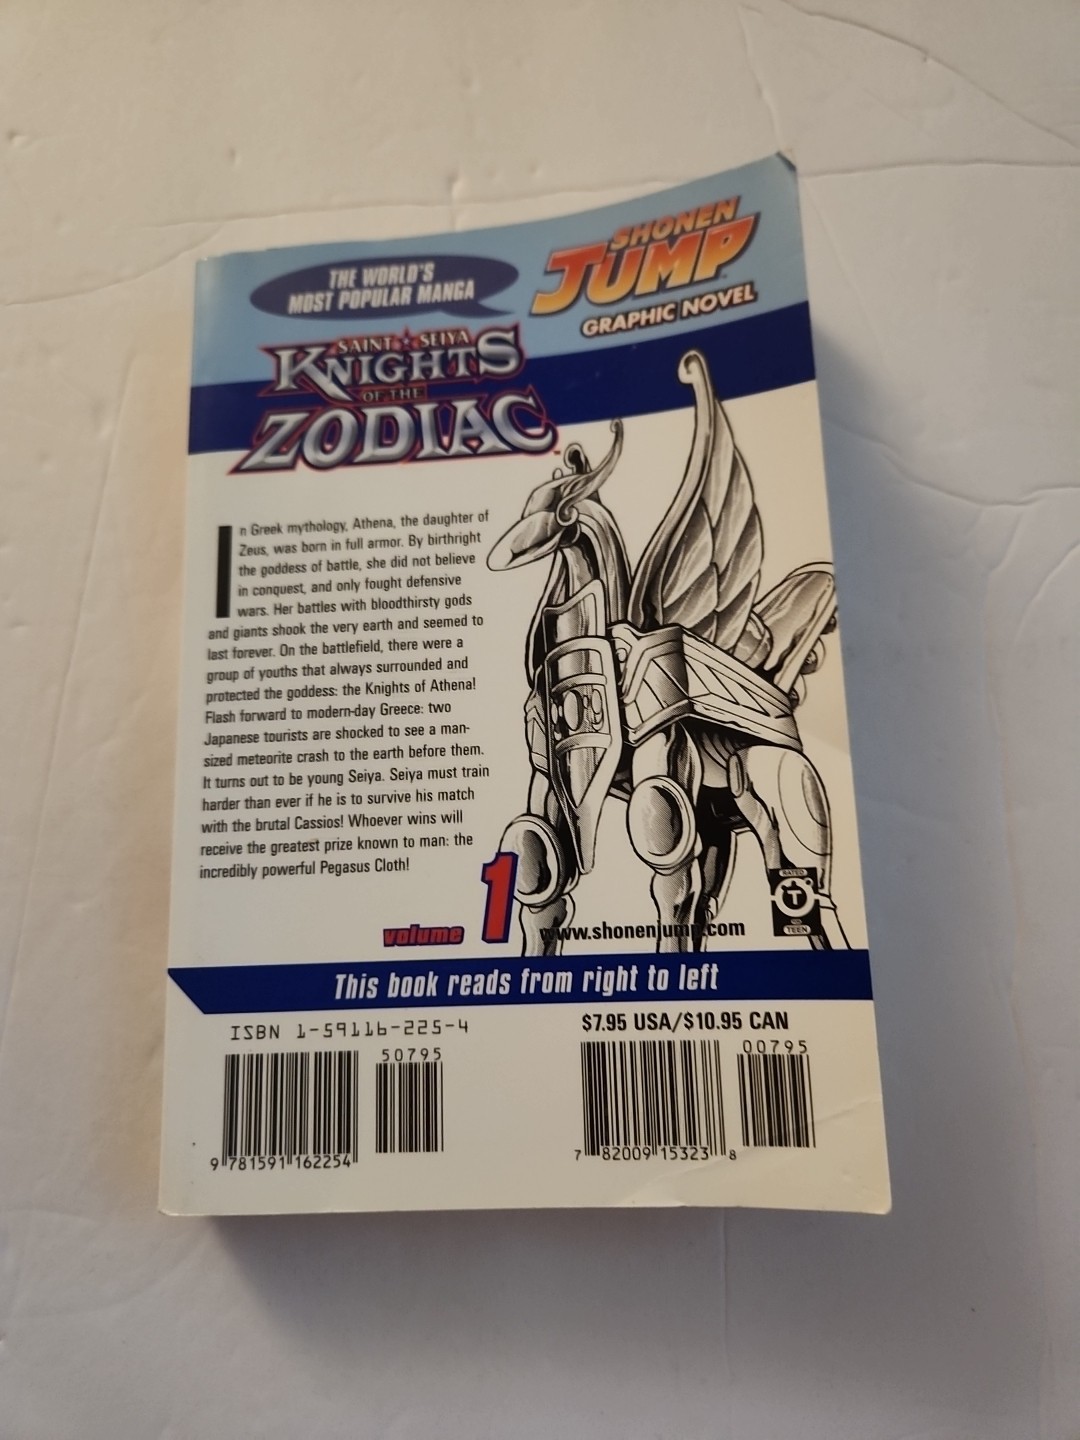 THE WORLD'S
MOST POPULAR MANGA
SHONEN
JUMP
GRAPHIC NOVEL
SAINT ★ SEIYA
KNIGHTS
OF THE
ZODIAC
In Greek mythology, Athena, the daughter of
Zeus, was born in full armor. By birthright
the goddess of battle, she did not believe
in conquest, and only fought defensive
wars. Her battles with bloodthirsty gods
and giants shook the very earth and seemed to
last forever. On the battlefield, there were a
group of youths that always surrounded and
protected the goddess: the Knights of Athena!
Flash forward to modern-day Greece: two
Japanese tourists are shocked to see a man-
sized meteorite crash to the earth before them.
It turns out to be young Seiya. Seiya must train
harder than ever if he is to survive his match
with the brutal Cassios! Whoever wins will
receive the greatest prize known to man: the
incredibly powerful Pegasus Cloth!
volume 1
www.shonenjump.com
RATED
T
TEEN
This book reads from right to left
ISBN 1-59116-225-4
$7.95 USA/$10.95 CAN
50795
00795
9 781591 162254
7 82009 15323 8